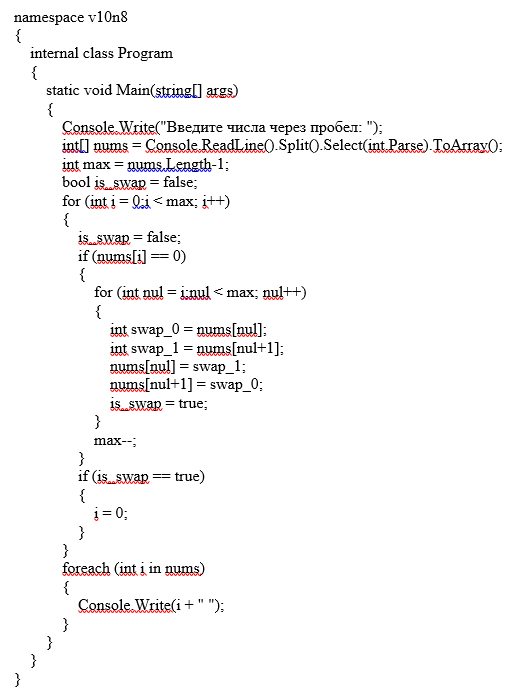 namespace v10n8
{
internal class Program
{
static void Main(string[] args)
{
Console.Write("Введите числа через пробел: ");
int[] nums = Console.ReadLine().Split().Select(int.Parse).ToArray();
int max = nums.Length-1;
bool is_swap = false;
for (int i = 0;i < max; i++)
{
is_swap = false;
if (nums[i] == 0)
{
for (int nul = i;nul < max; nul++)
{
int swap_0 = nums[nul];
int swap_1 = nums[nul+1];
nums[nul] = swap_1;
nums[nul+1] = swap_0;
is_swap = true;
}
max--;
}
if (is_swap == true)
{
i = 0;
}
}
foreach (int i in nums)
{
Console.Write(i + " ");
}
}
}
}